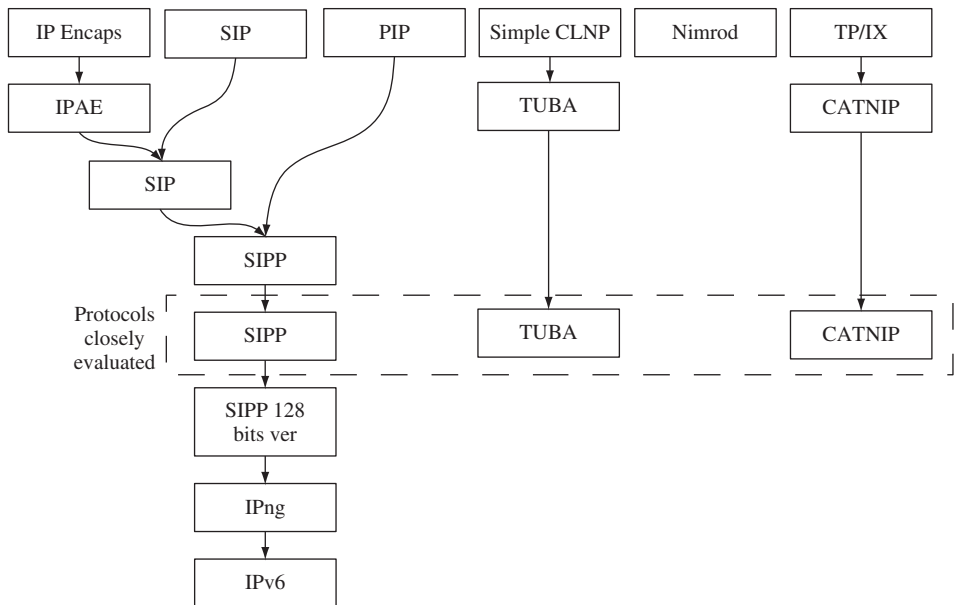 IP Encaps
SIP
PIP
Simple CLNP
Nimrod
TP/IX
IPAE
TUBA
CATNIP
SIP
SIPP
Protocols
closely
evaluated
SIPP
TUBA
CATNIP
SIPP 128
bits ver
IPng
IPv6